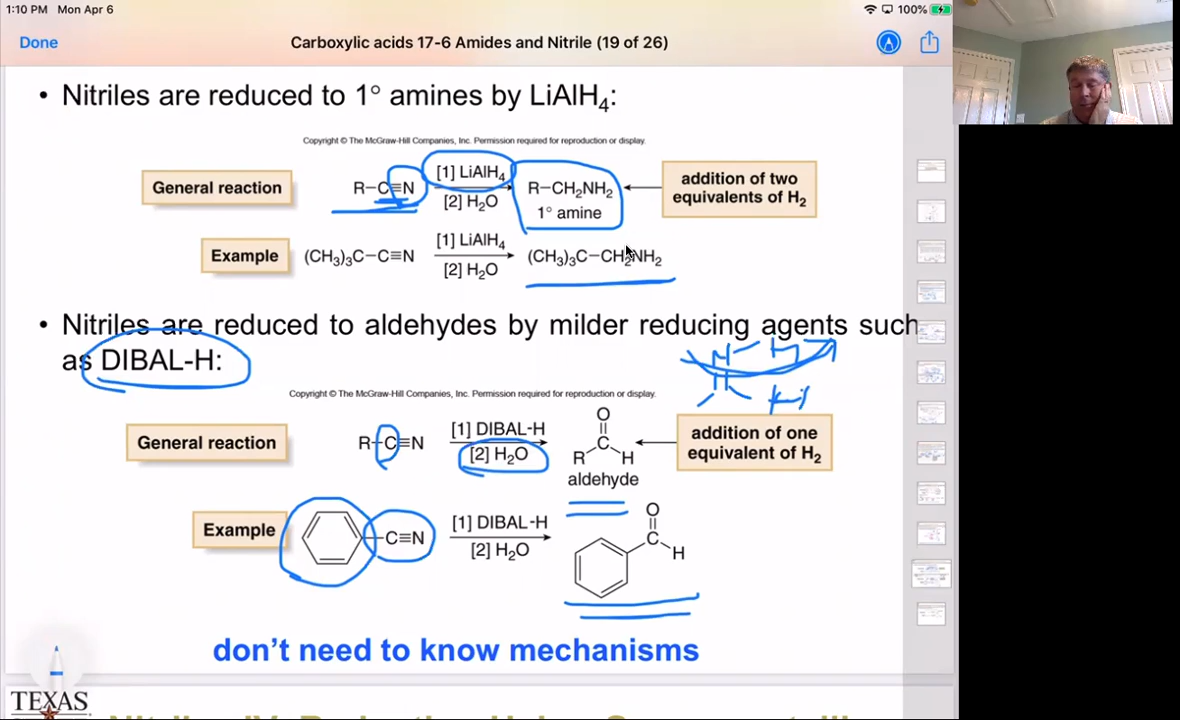 1:10 PM Mon Apr 6
100%
Done
Carboxylic acids 17-6 Amides and Nitrile (19 of 26)
• Nitriles are reduced to 1° amines by LiAlH₄:
Copyright © The McGraw-Hill Companies, Inc. Permission required for reproduction or display.
General reaction
R–C≡N
[1] LiAlH₄
[2] H₂O
R–CH₂NH₂
1° amine
addition of two
equivalents of H₂
Example
(CH₃)₃C–C≡N
[1] LiAlH₄
[2] H₂O
(CH₃)₃C–CH₂NH₂
• Nitriles are reduced to aldehydes by milder reducing agents such
as DIBAL-H:
Copyright © The McGraw-Hill Companies, Inc. Permission required for reproduction or display.
General reaction
R–C≡N
[1] DIBAL-H
[2] H₂O
O
R C H
aldehyde
addition of one
equivalent of H₂
Example
–C≡N
[1] DIBAL-H
[2] H₂O
O
C H
don't need to know mechanisms
TEXAS